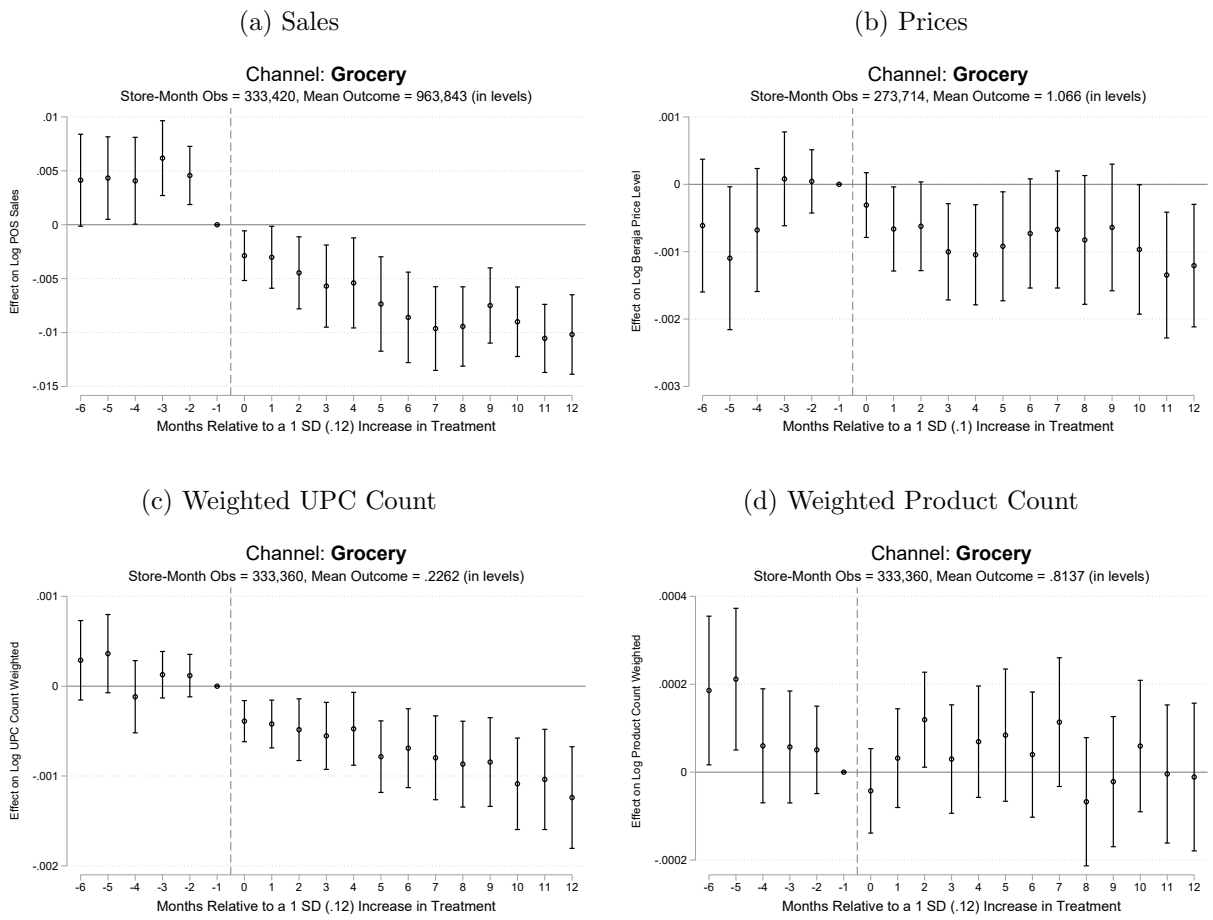 (a) Sales
Channel: Grocery
Store-Month Obs = 333,420, Mean Outcome = 963,843 (in levels)
Effect on Log POS Sales
.01
.005
0
-.005
-.01
-.015
-6 -5 -4 -3 -2 -1 0 1 2 3 4 5 6 7 8 9 10 11 12
Months Relative to a 1 SD (.12) Increase in Treatment
(b) Prices
Channel: Grocery
Store-Month Obs = 273,714, Mean Outcome = 1.066 (in levels)
Effect on Log Beraja Price Level
.001
0
-.001
-.002
-.003
-6 -5 -4 -3 -2 -1 0 1 2 3 4 5 6 7 8 9 10 11 12
Months Relative to a 1 SD (.1) Increase in Treatment
(c) Weighted UPC Count
Channel: Grocery
Store-Month Obs = 333,360, Mean Outcome = .2262 (in levels)
Effect on Log UPC Count Weighted
.001
0
-.001
-.002
-6 -5 -4 -3 -2 -1 0 1 2 3 4 5 6 7 8 9 10 11 12
Months Relative to a 1 SD (.12) Increase in Treatment
(d) Weighted Product Count
Channel: Grocery
Store-Month Obs = 333,360, Mean Outcome = .8137 (in levels)
Effect on Log Product Count Weighted
.0004
.0002
0
-.0002
-6 -5 -4 -3 -2 -1 0 1 2 3 4 5 6 7 8 9 10 11 12
Months Relative to a 1 SD (.12) Increase in Treatment